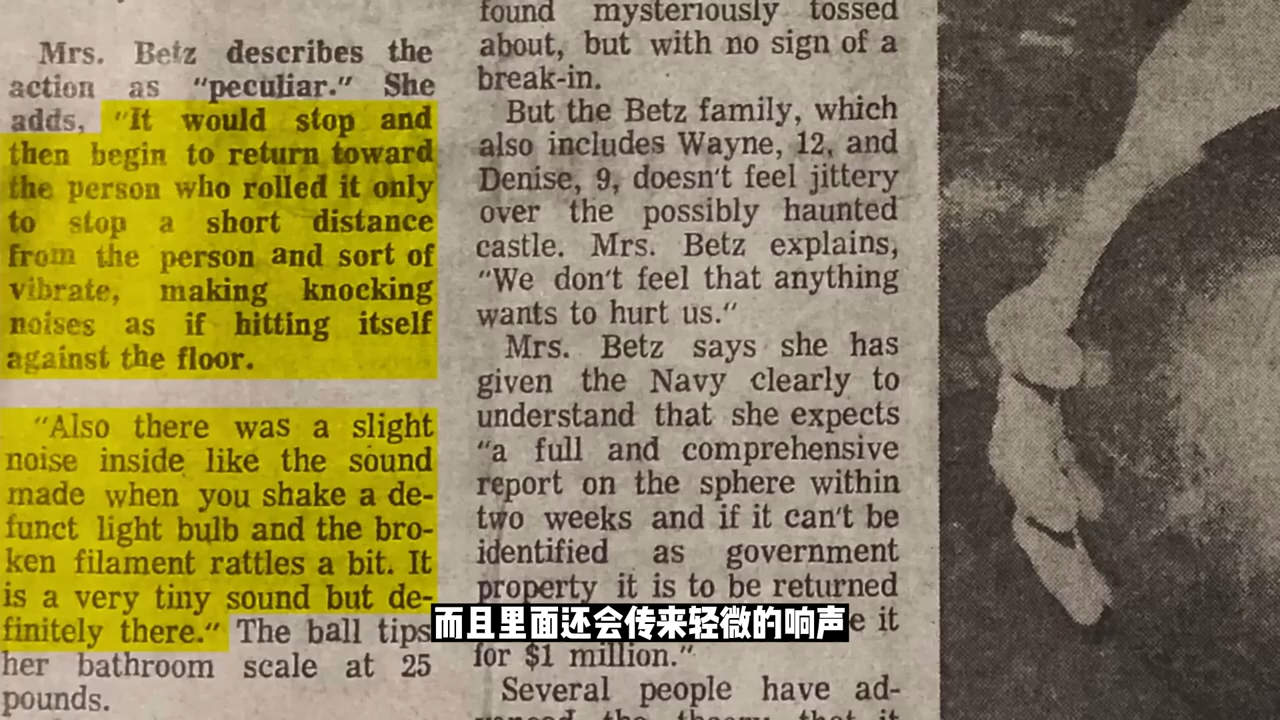 Mrs. Betz describes the
action as "peculiar." She
adds, "It would stop and
then begin to return toward
the person who rolled it only
to stop a short distance
from the person and sort of
vibrate, making knocking
noises as if hitting itself
against the floor.
"Also there was a slight
noise inside like the sound
made when you shake a de-
funct light bulb and the bro-
ken filament rattles a bit. It
is a very tiny sound but de-
finitely there." The ball tips
her bathroom scale at 25
pounds.
found mysteriously tossed
about, but with no sign of a
break-in.
But the Betz family, which
also includes Wayne, 12, and
Denise, 9, doesn't feel jittery
over the possibly haunted
castle. Mrs. Betz explains,
"We don't feel that anything
wants to hurt us."
Mrs. Betz says she has
given the Navy clearly to
understand that she expects
"a full and comprehensive
report on the sphere within
two weeks and if it can't be
identified as government
property it is to be returned
it
for $1 million."
Several people have ad-
the theory that it
而且里面还会传来轻微的响声